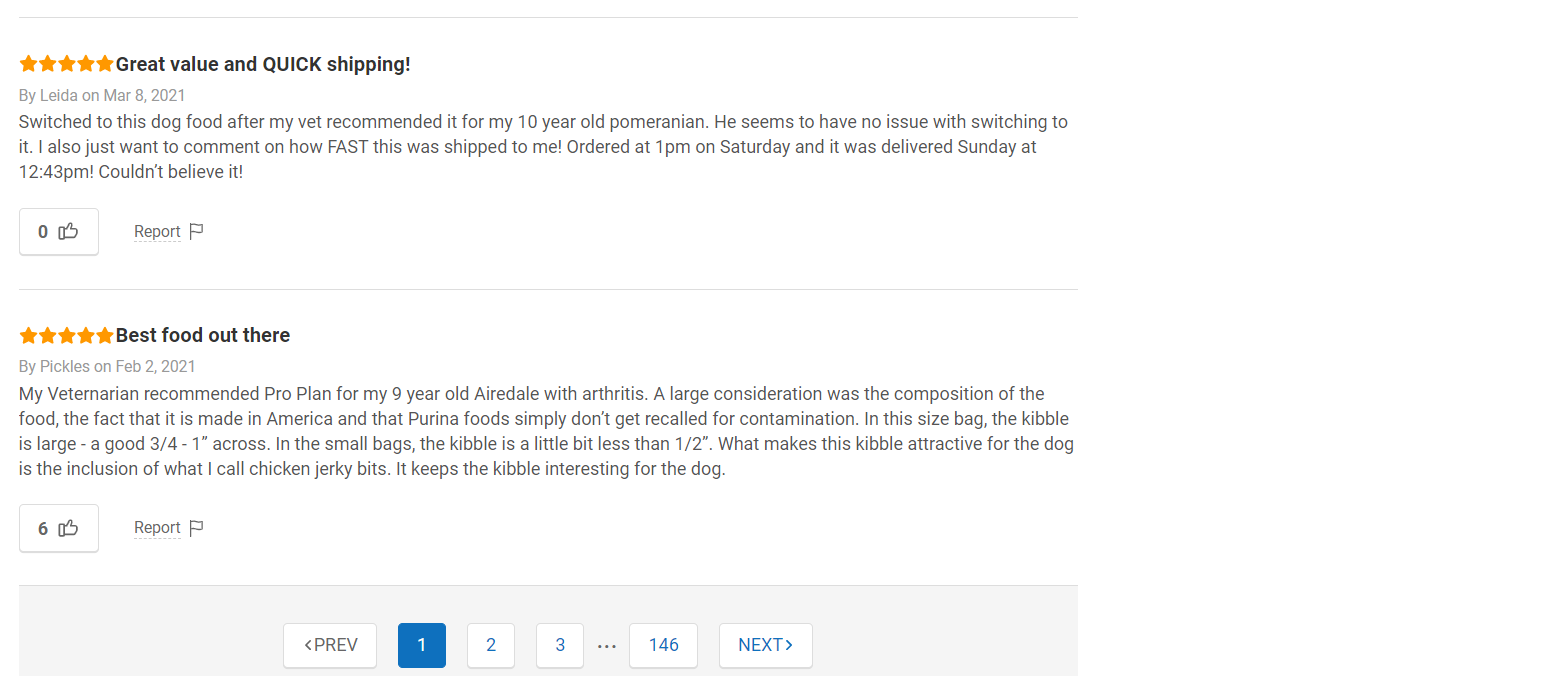 Great value and QUICK shipping!
By Leida on Mar 8, 2021
Switched to this dog food after my vet recommended it for my 10 year old pomeranian. He seems to have no issue with switching to
it. I also just want to comment on how FAST this was shipped to me! Ordered at 1pm on Saturday and it was delivered Sunday at
12:43pm! Couldn’t believe it!
0 Report
Best food out there
By Pickles on Feb 2, 2021
My Veternarian recommended Pro Plan for my 9 year old Airedale with arthritis. A large consideration was the composition of the
food, the fact that it is made in America and that Purina foods simply don’t get recalled for contamination. In this size bag, the kibble
is large - a good 3/4 - 1” across. In the small bags, the kibble is a little bit less than 1/2”. What makes this kibble attractive for the dog
is the inclusion of what I call chicken jerky bits. It keeps the kibble interesting for the dog.
6 Report
‹PREV 1 2 3 ... 146 NEXT›